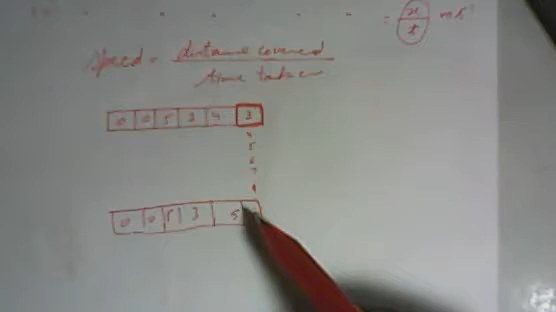 = x/t ms⁻¹
Speed = distance covered / time taken
0 0 5 3 4 3
4
5
6
7
0 0 5 3 5